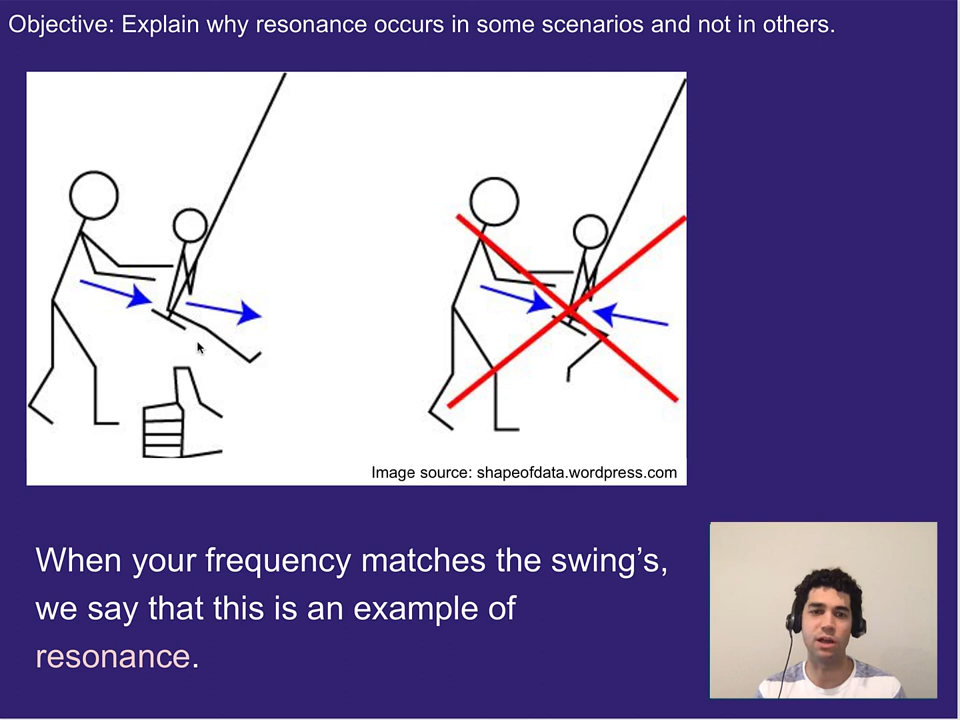 Objective: Explain why resonance occurs in some scenarios and not in others.
Image source: shapeofdata.wordpress.com
When your frequency matches the swing’s,
we say that this is an example of
resonance.